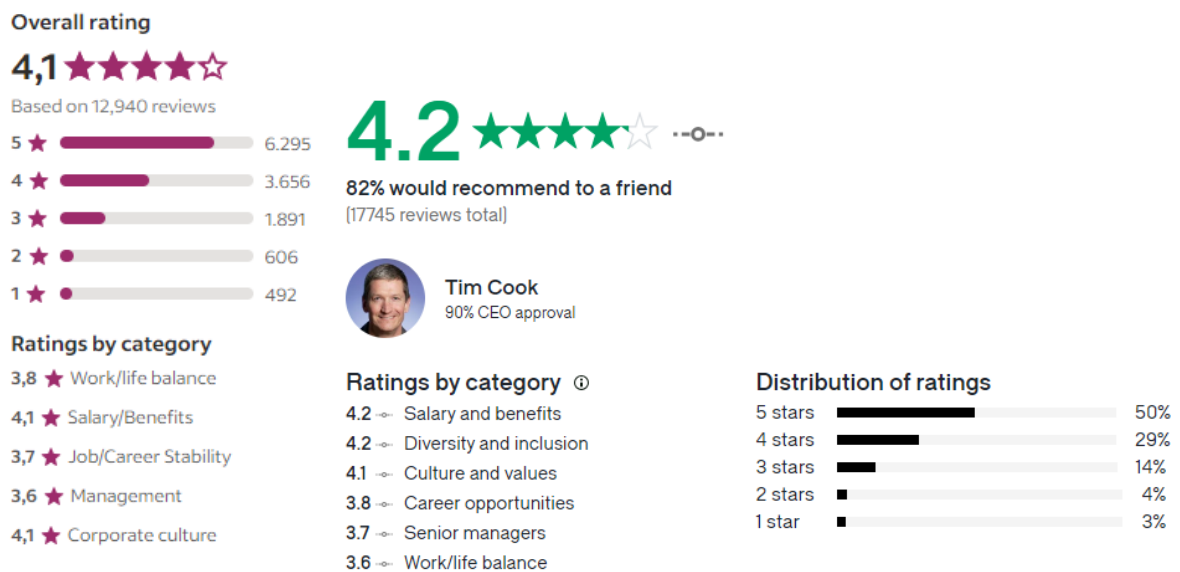 Overall rating
4,1
Based on 12,940 reviews
5 6.295
4 3.656
3 1.891
2 606
1 492
Ratings by category
3,8 Work/life balance
4,1 Salary/Benefits
3,7 Job/Career Stability
3,6 Management
4,1 Corporate culture
4.2
82% would recommend to a friend
(17745 reviews total)
Tim Cook
90% CEO approval
Ratings by category
4.2 Salary and benefits
4.2 Diversity and inclusion
4.1 Culture and values
3.8 Career opportunities
3.7 Senior managers
3.6 Work/life balance
Distribution of ratings
5 stars 50%
4 stars 29%
3 stars 14%
2 stars 4%
1 star 3%